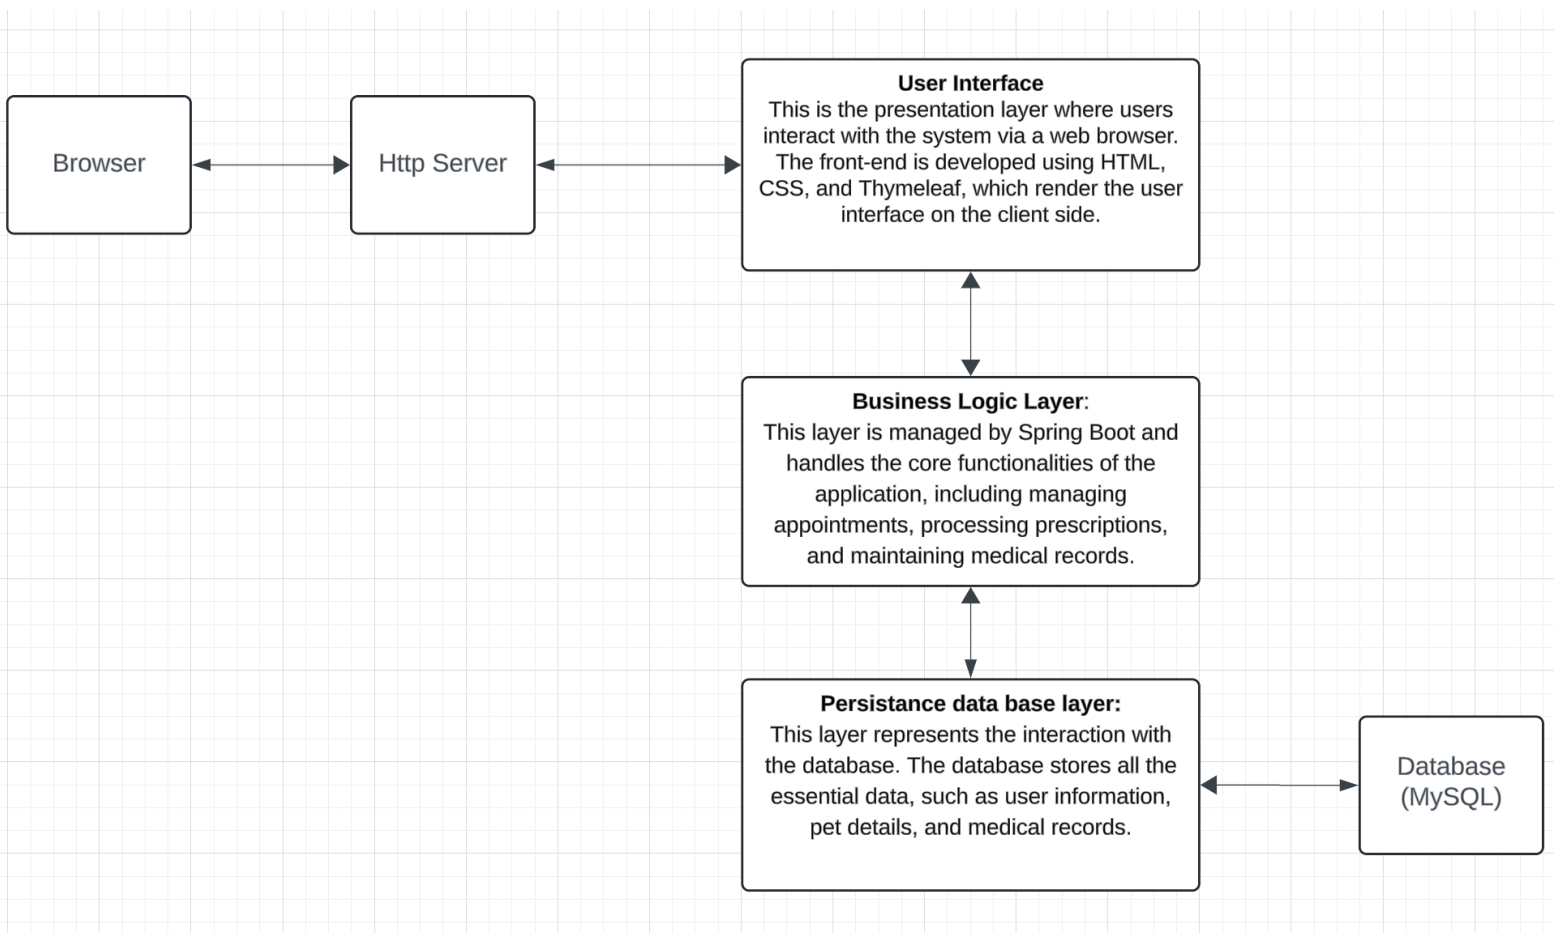 Browser
Http Server
User Interface
This is the presentation layer where users
interact with the system via a web browser.
The front-end is developed using HTML,
CSS, and Thymeleaf, which render the user
interface on the client side.
Business Logic Layer:
This layer is managed by Spring Boot and
handles the core functionalities of the
application, including managing
appointments, processing prescriptions,
and maintaining medical records.
Persistance data base layer:
This layer represents the interaction with
the database. The database stores all the
essential data, such as user information,
pet details, and medical records.
Database
(MySQL)